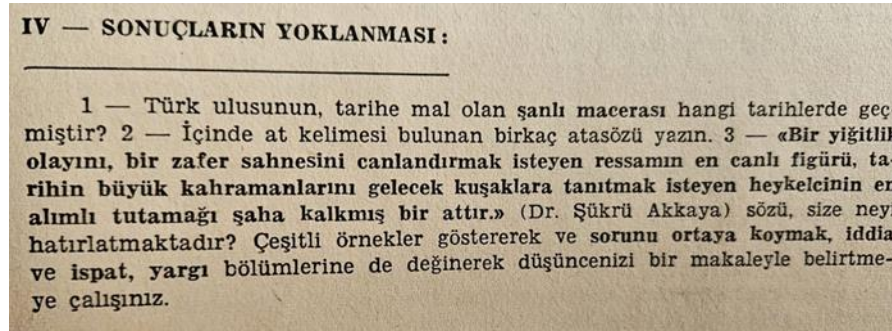 IV — SONUÇLARIN YOKLANMASI :
1 — Türk ulusunun, tarihe mal olan şanlı macerası hangi tarihlerde geç
miştir? 2 — İçinde at kelimesi bulunan birkaç atasözü yazın. 3 — «Bir yiğitli
olayını, bir zafer sahnesini canlandırmak isteyen ressamın en canlı figürü, ta-
rihin büyük kahramanlarını gelecek kuşaklara tanıtmak isteyen heykelcinin en
alımlı tutamağı şaha kalkmış bir attır.» (Dr. Şükrü Akkaya) sözü, size neyi
hatırlatmaktadır? Çeşitli örnekler göstererek ve sorunu ortaya koymak, iddia
ve ispat, yargı bölümlerine de değinerek düşüncenizi bir makaleyle belirtme-
ye çalışınız.